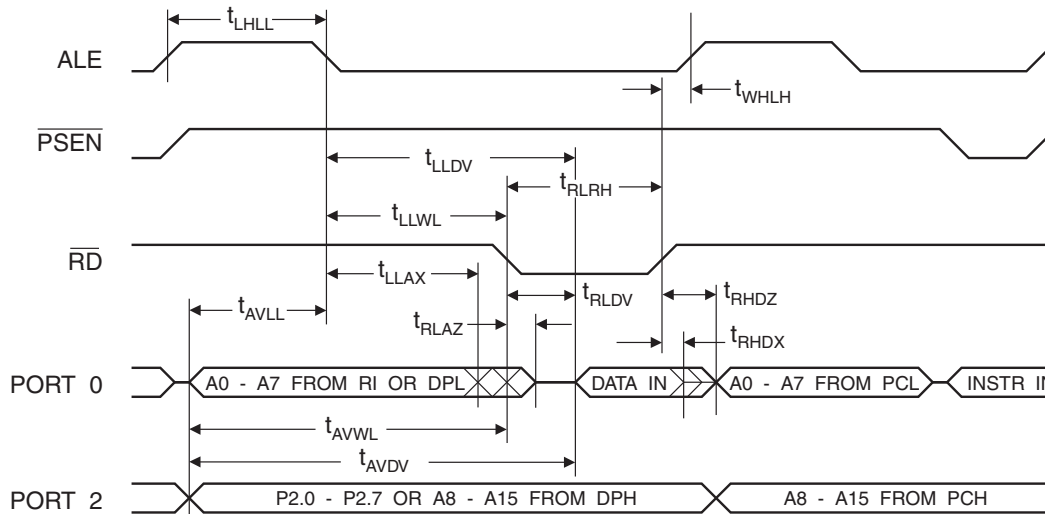 tLHLL
ALE
tWHLH
PSEN
tLLDV
tRLRH
tLLWL
RD
tLLAX
tRLDV
tRHDZ
tAVLL
tRLAZ
tRHDX
PORT 0
A0 - A7 FROM RI OR DPL
DATA IN
A0 - A7 FROM PCL
INSTR IN
tAVWL
tAVDV
PORT 2
P2.0 - P2.7 OR A8 - A15 FROM DPH
A8 - A15 FROM PCH